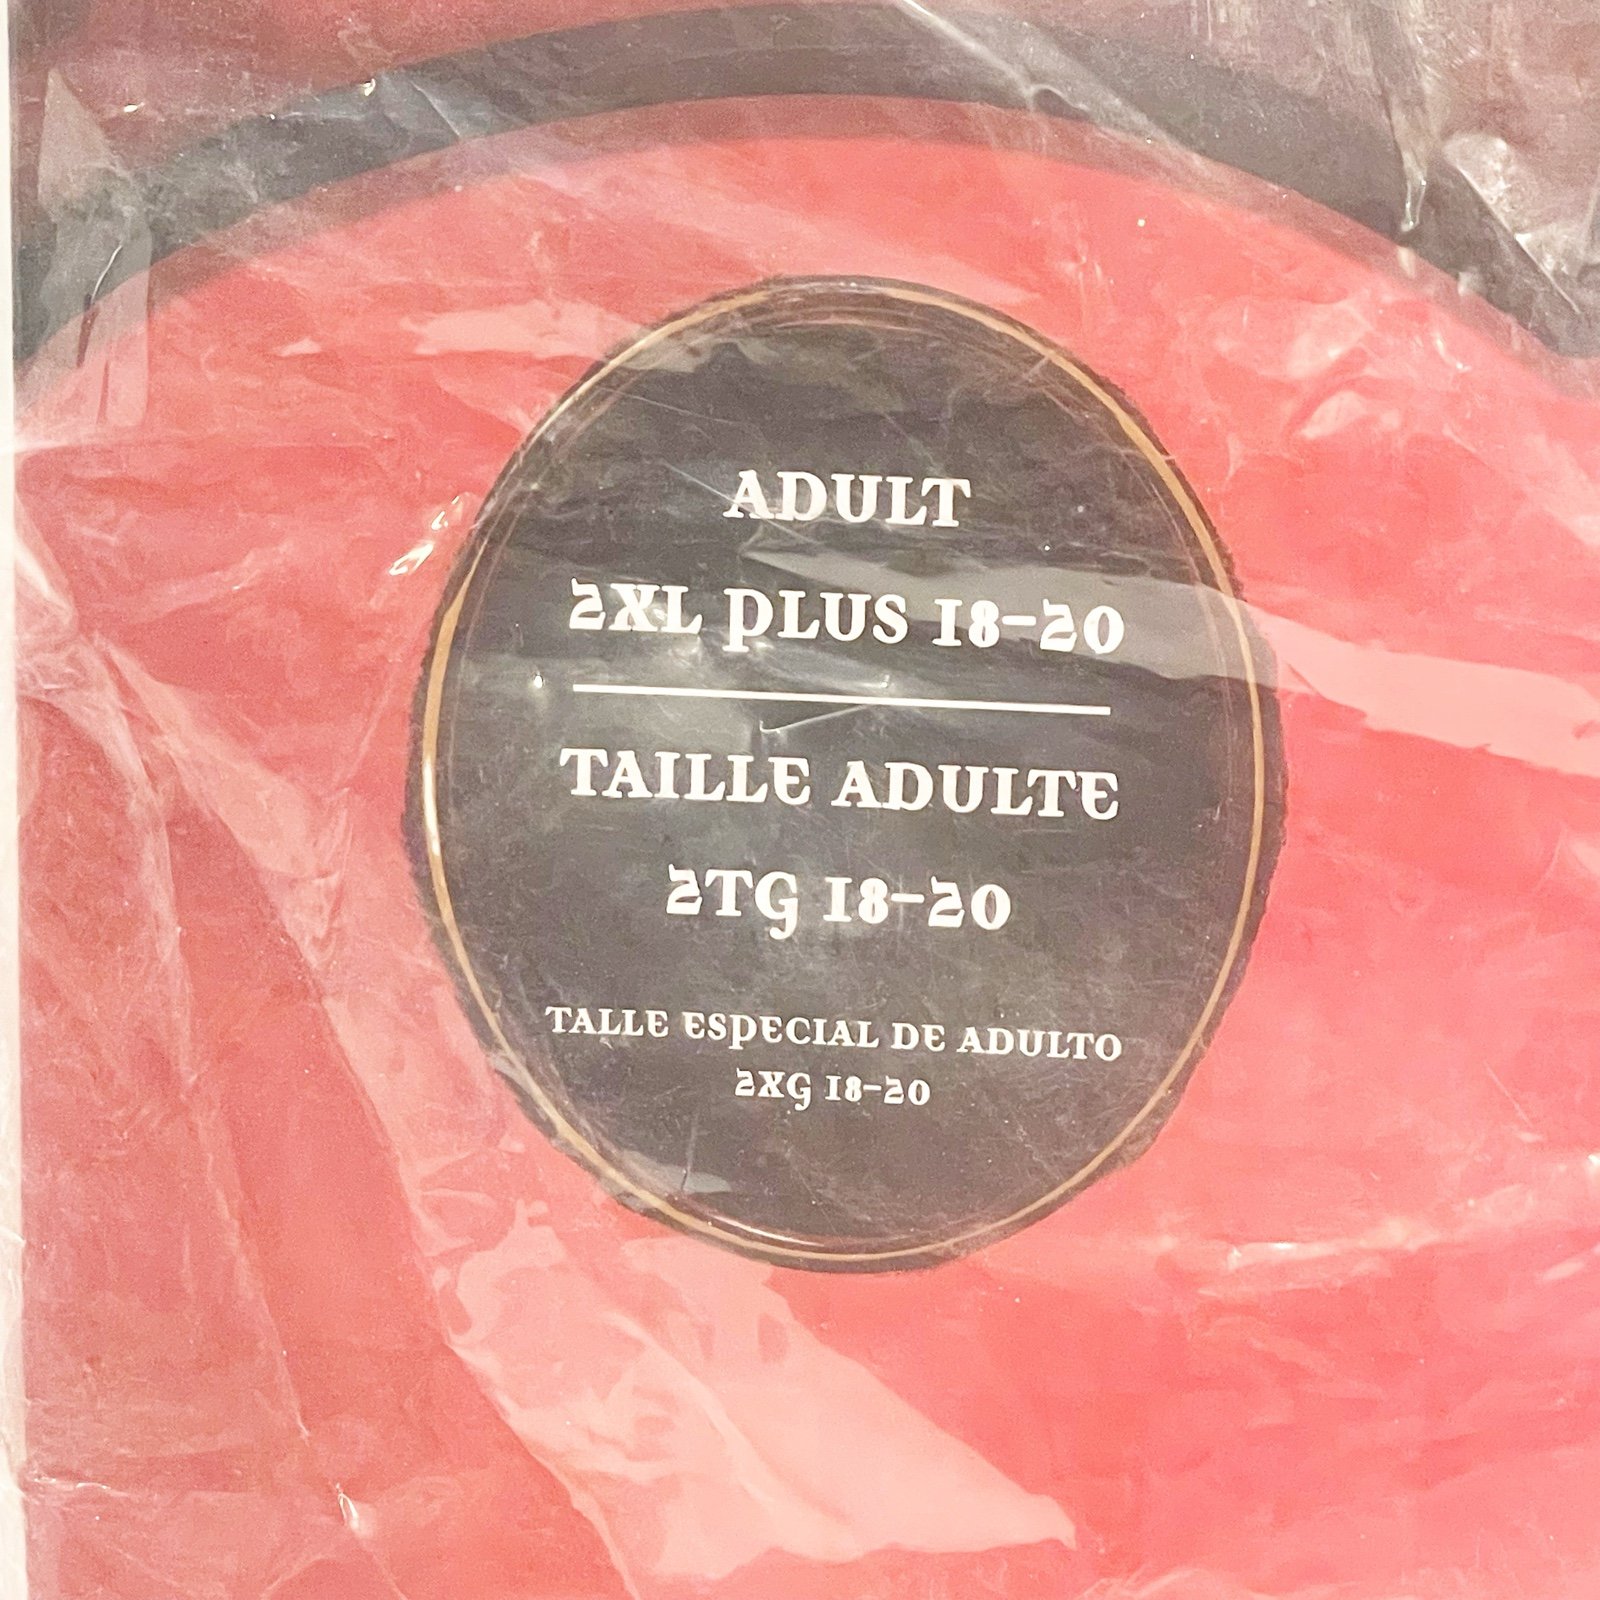 ADULT
2XL PLUS 18-20
TAILLE ADULTE
2TG 18-20
TALLE ESPECIAL DE ADULTO
2XG 18-20